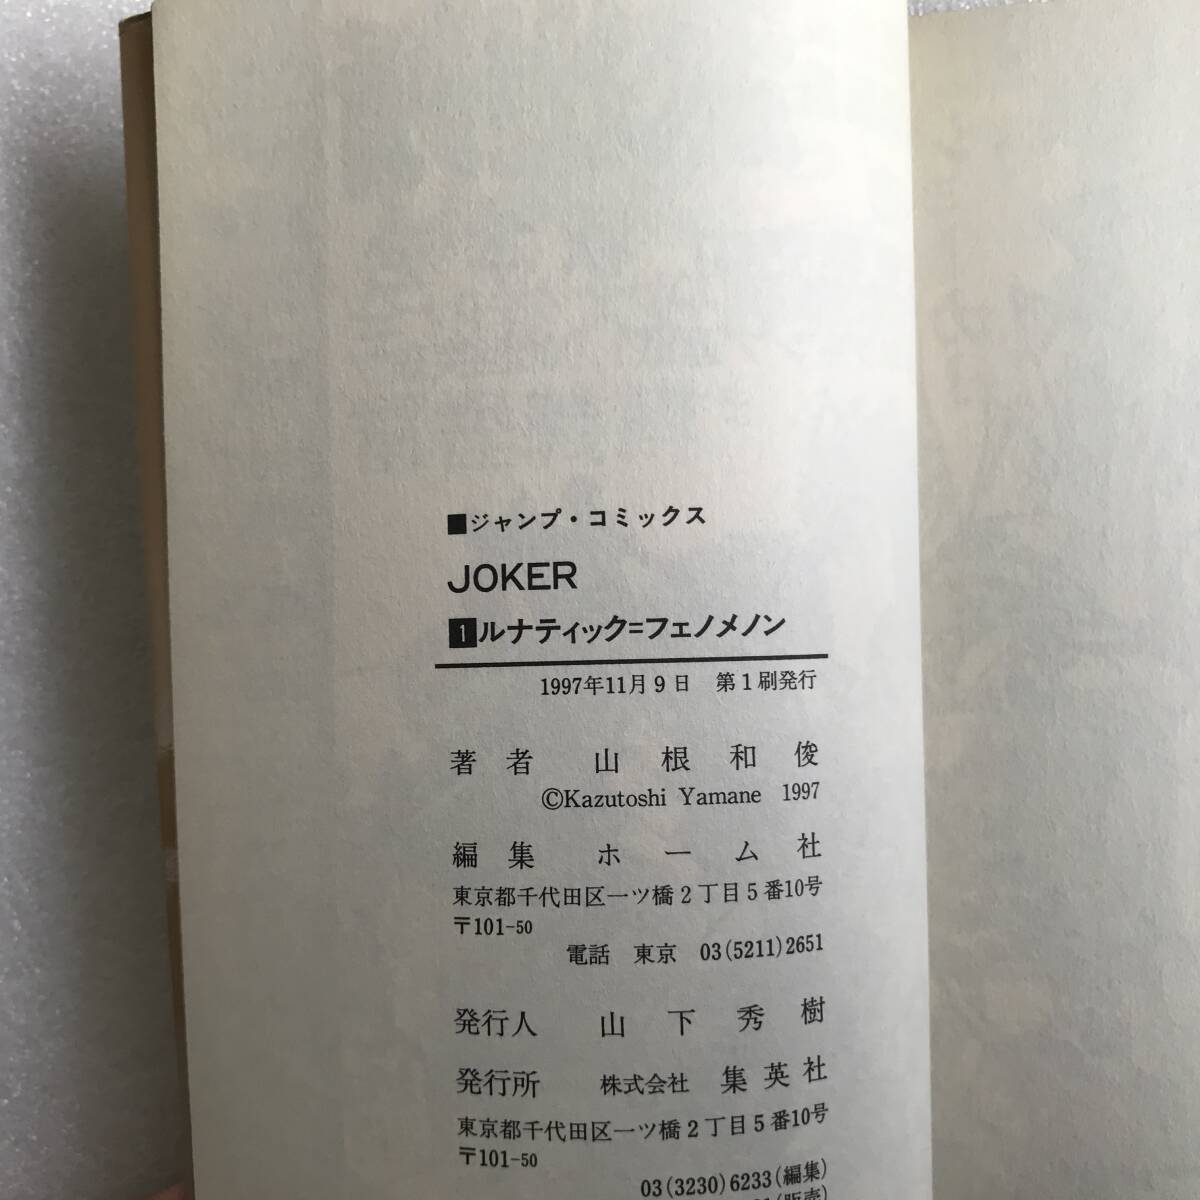 ■ジャンプ・コミックス
JOKER
1ルナティック=フェノメノン
1997年11月9日 第1刷発行
著者 山根和俊
©Kazutoshi Yamane 1997
編集 ホーム社
東京都千代田区一ツ橋2丁目5番10号
〒101-50
電話 東京 03(5211)2651
発行人 山下秀樹
発行所 株式会社 集英社
東京都千代田区一ツ橋2丁目5番10号
〒101-50
03(3230)6233(編集)
(販売)